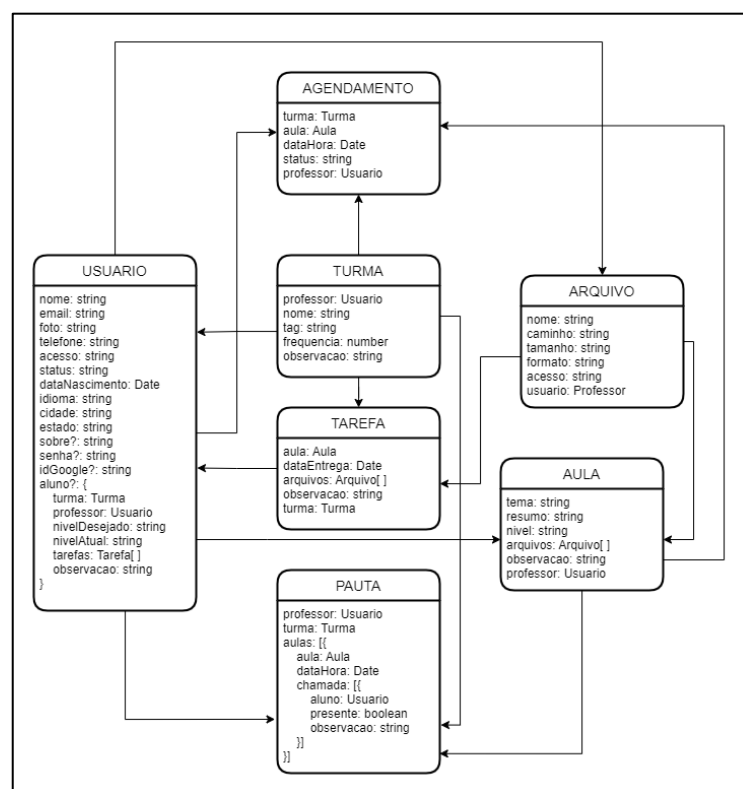 AGENDAMENTO
turma: Turma
aula: Aula
dataHora: Date
status: string
professor: Usuario
USUARIO
nome: string
email: string
foto: string
telefone: string
acesso: string
status: string
dataNascimento: Date
idioma: string
cidade: string
estado: string
sobre?: string
senha?: string
idGoogle?: string
aluno?: {
turma: Turma
professor: Usuario
nivelDesejado: string
nivelAtual: string
tarefas: Tarefa[ ]
observacao: string
}
TURMA
professor: Usuario
nome: string
tag: string
frequencia: number
observacao: string
ARQUIVO
nome: string
caminho: string
tamanho: string
formato: string
acesso: string
usuario: Professor
TAREFA
aula: Aula
dataEntrega: Date
arquivos: Arquivo[ ]
observacao: string
turma: Turma
AULA
tema: string
resumo: string
nivel: string
arquivos: Arquivo[ ]
observacao: string
professor: Usuario
PAUTA
professor: Usuario
turma: Turma
aulas: [{
aula: Aula
dataHora: Date
chamada: [{
aluno: Usuario
presente: boolean
observacao: string
}]
}]